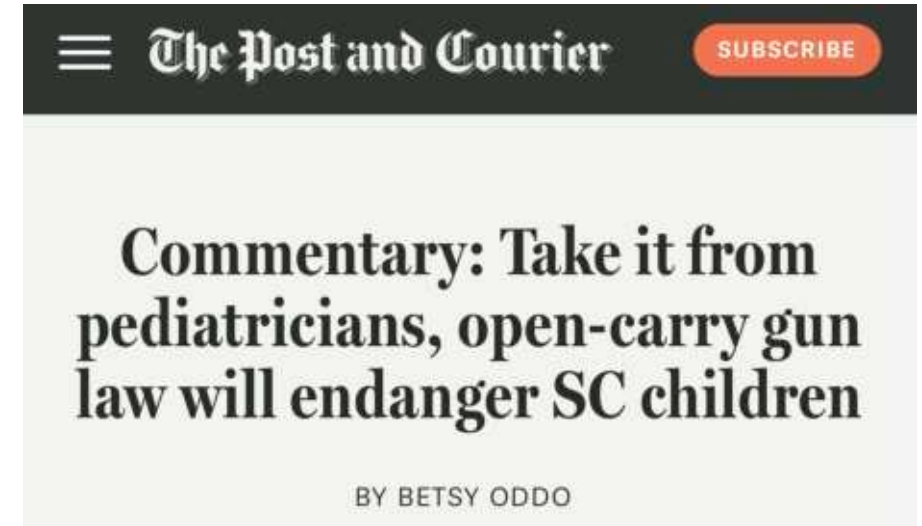 The Post and Courier
SUBSCRIBE
Commentary: Take it from
pediatricians, open-carry gun
law will endanger SC children
BY BETSY ODDO